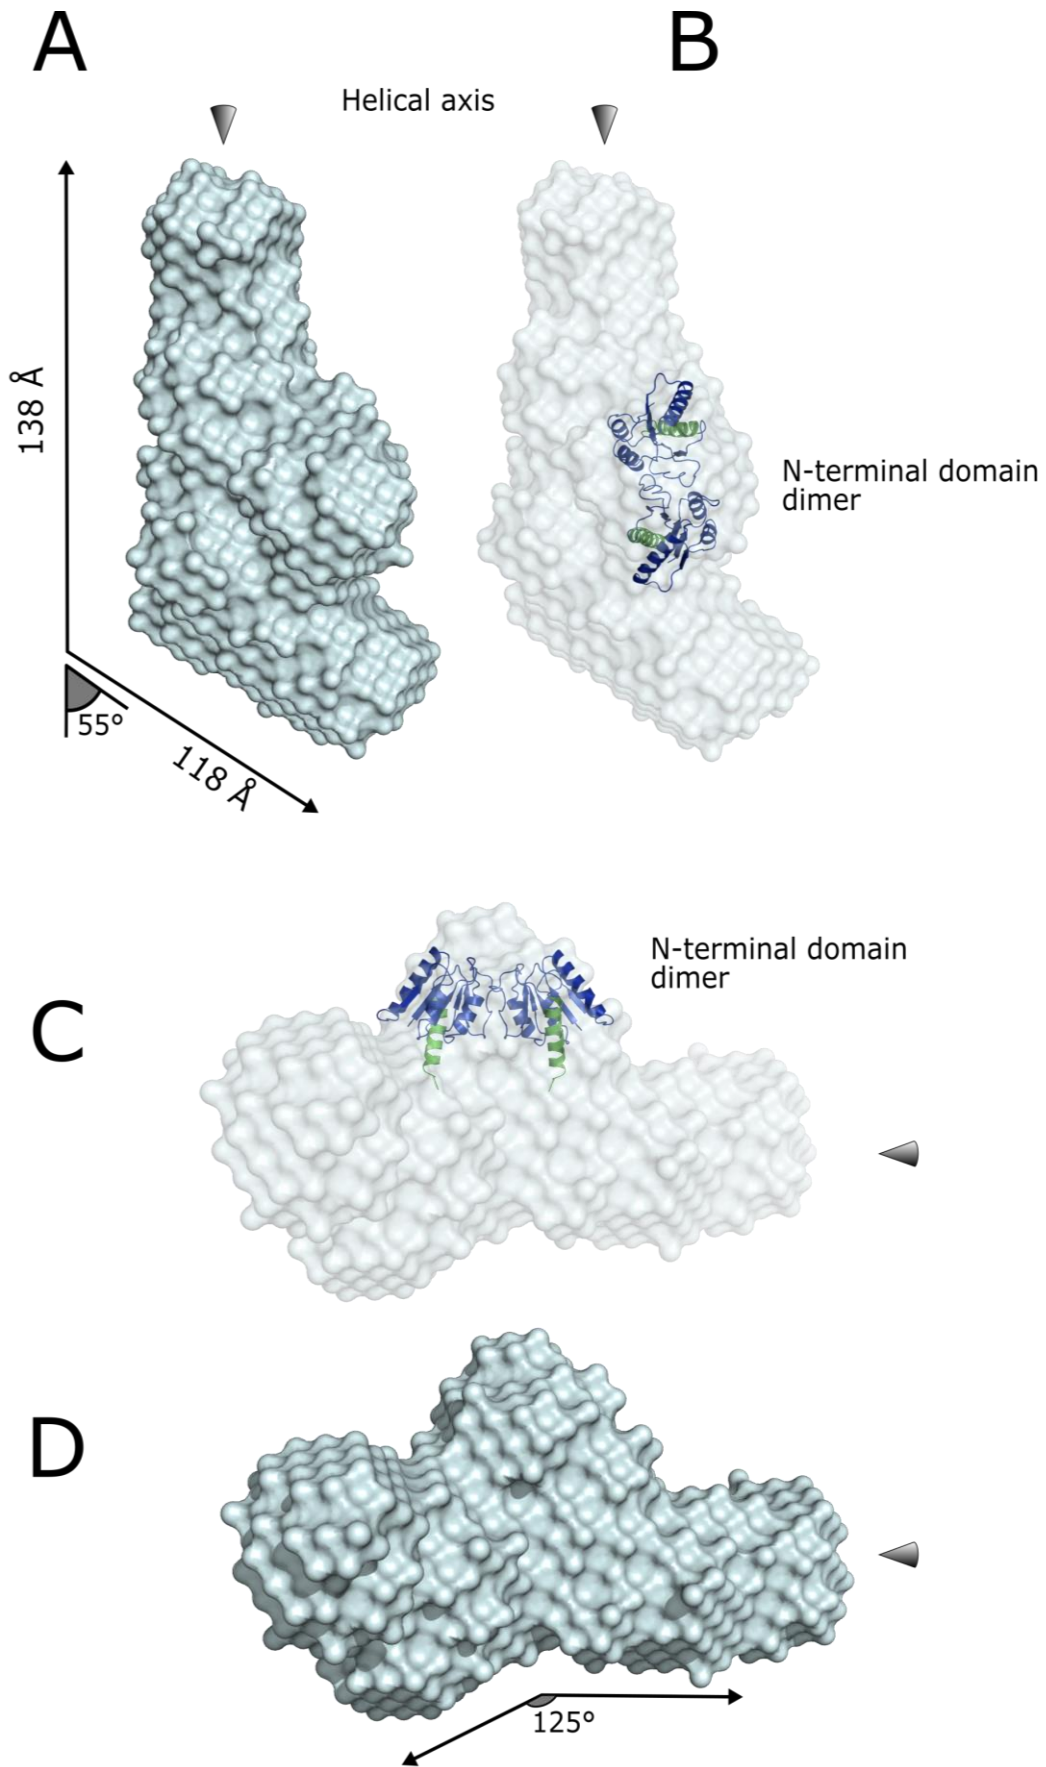 A
B
Helical axis
138 Å
N-terminal domain
dimer
55°
118 Å
N-terminal domain
dimer
C
D
125°